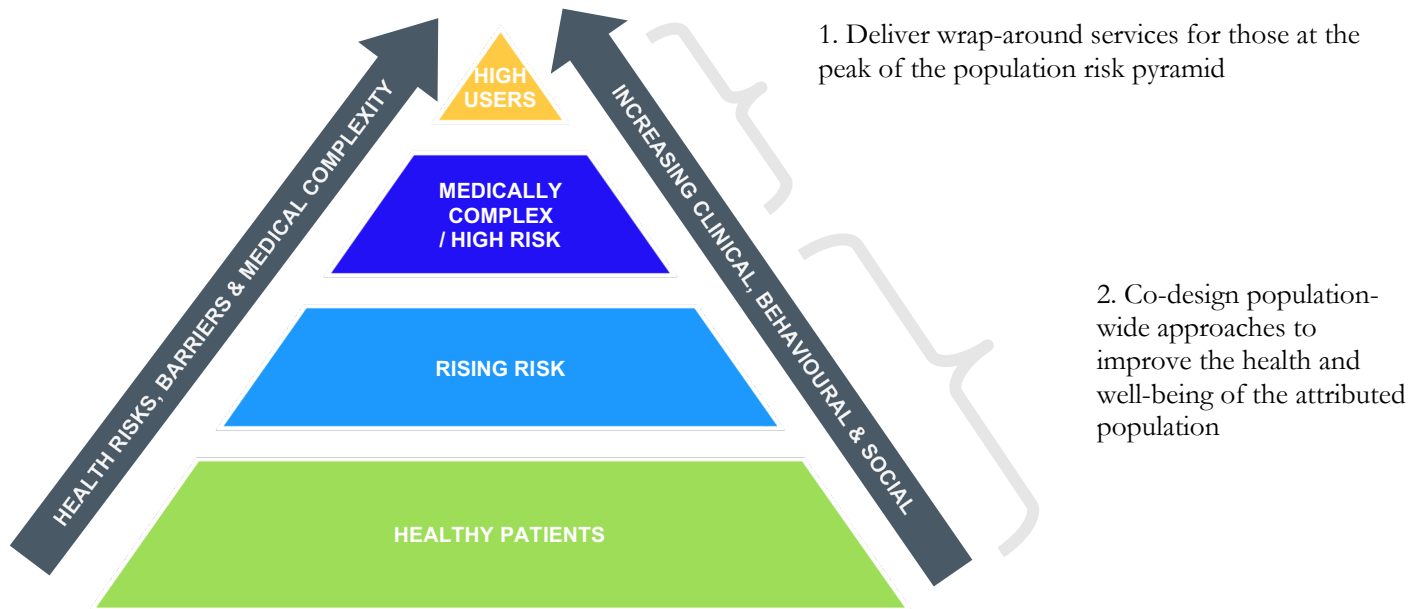 1. Deliver wrap-around services for those at the
peak of the population risk pyramid
HIGH
USERS
HEALTH RISKS, BARRIERS & MEDICAL COMPLEXITY
INCREASING CLINICAL, BEHAVIOURAL & SOCIAL
MEDICALLY
COMPLEX
/ HIGH RISK
2. Co-design population-
wide approaches to
improve the health and
well-being of the attributed
population
RISING RISK
HEALTHY PATIENTS